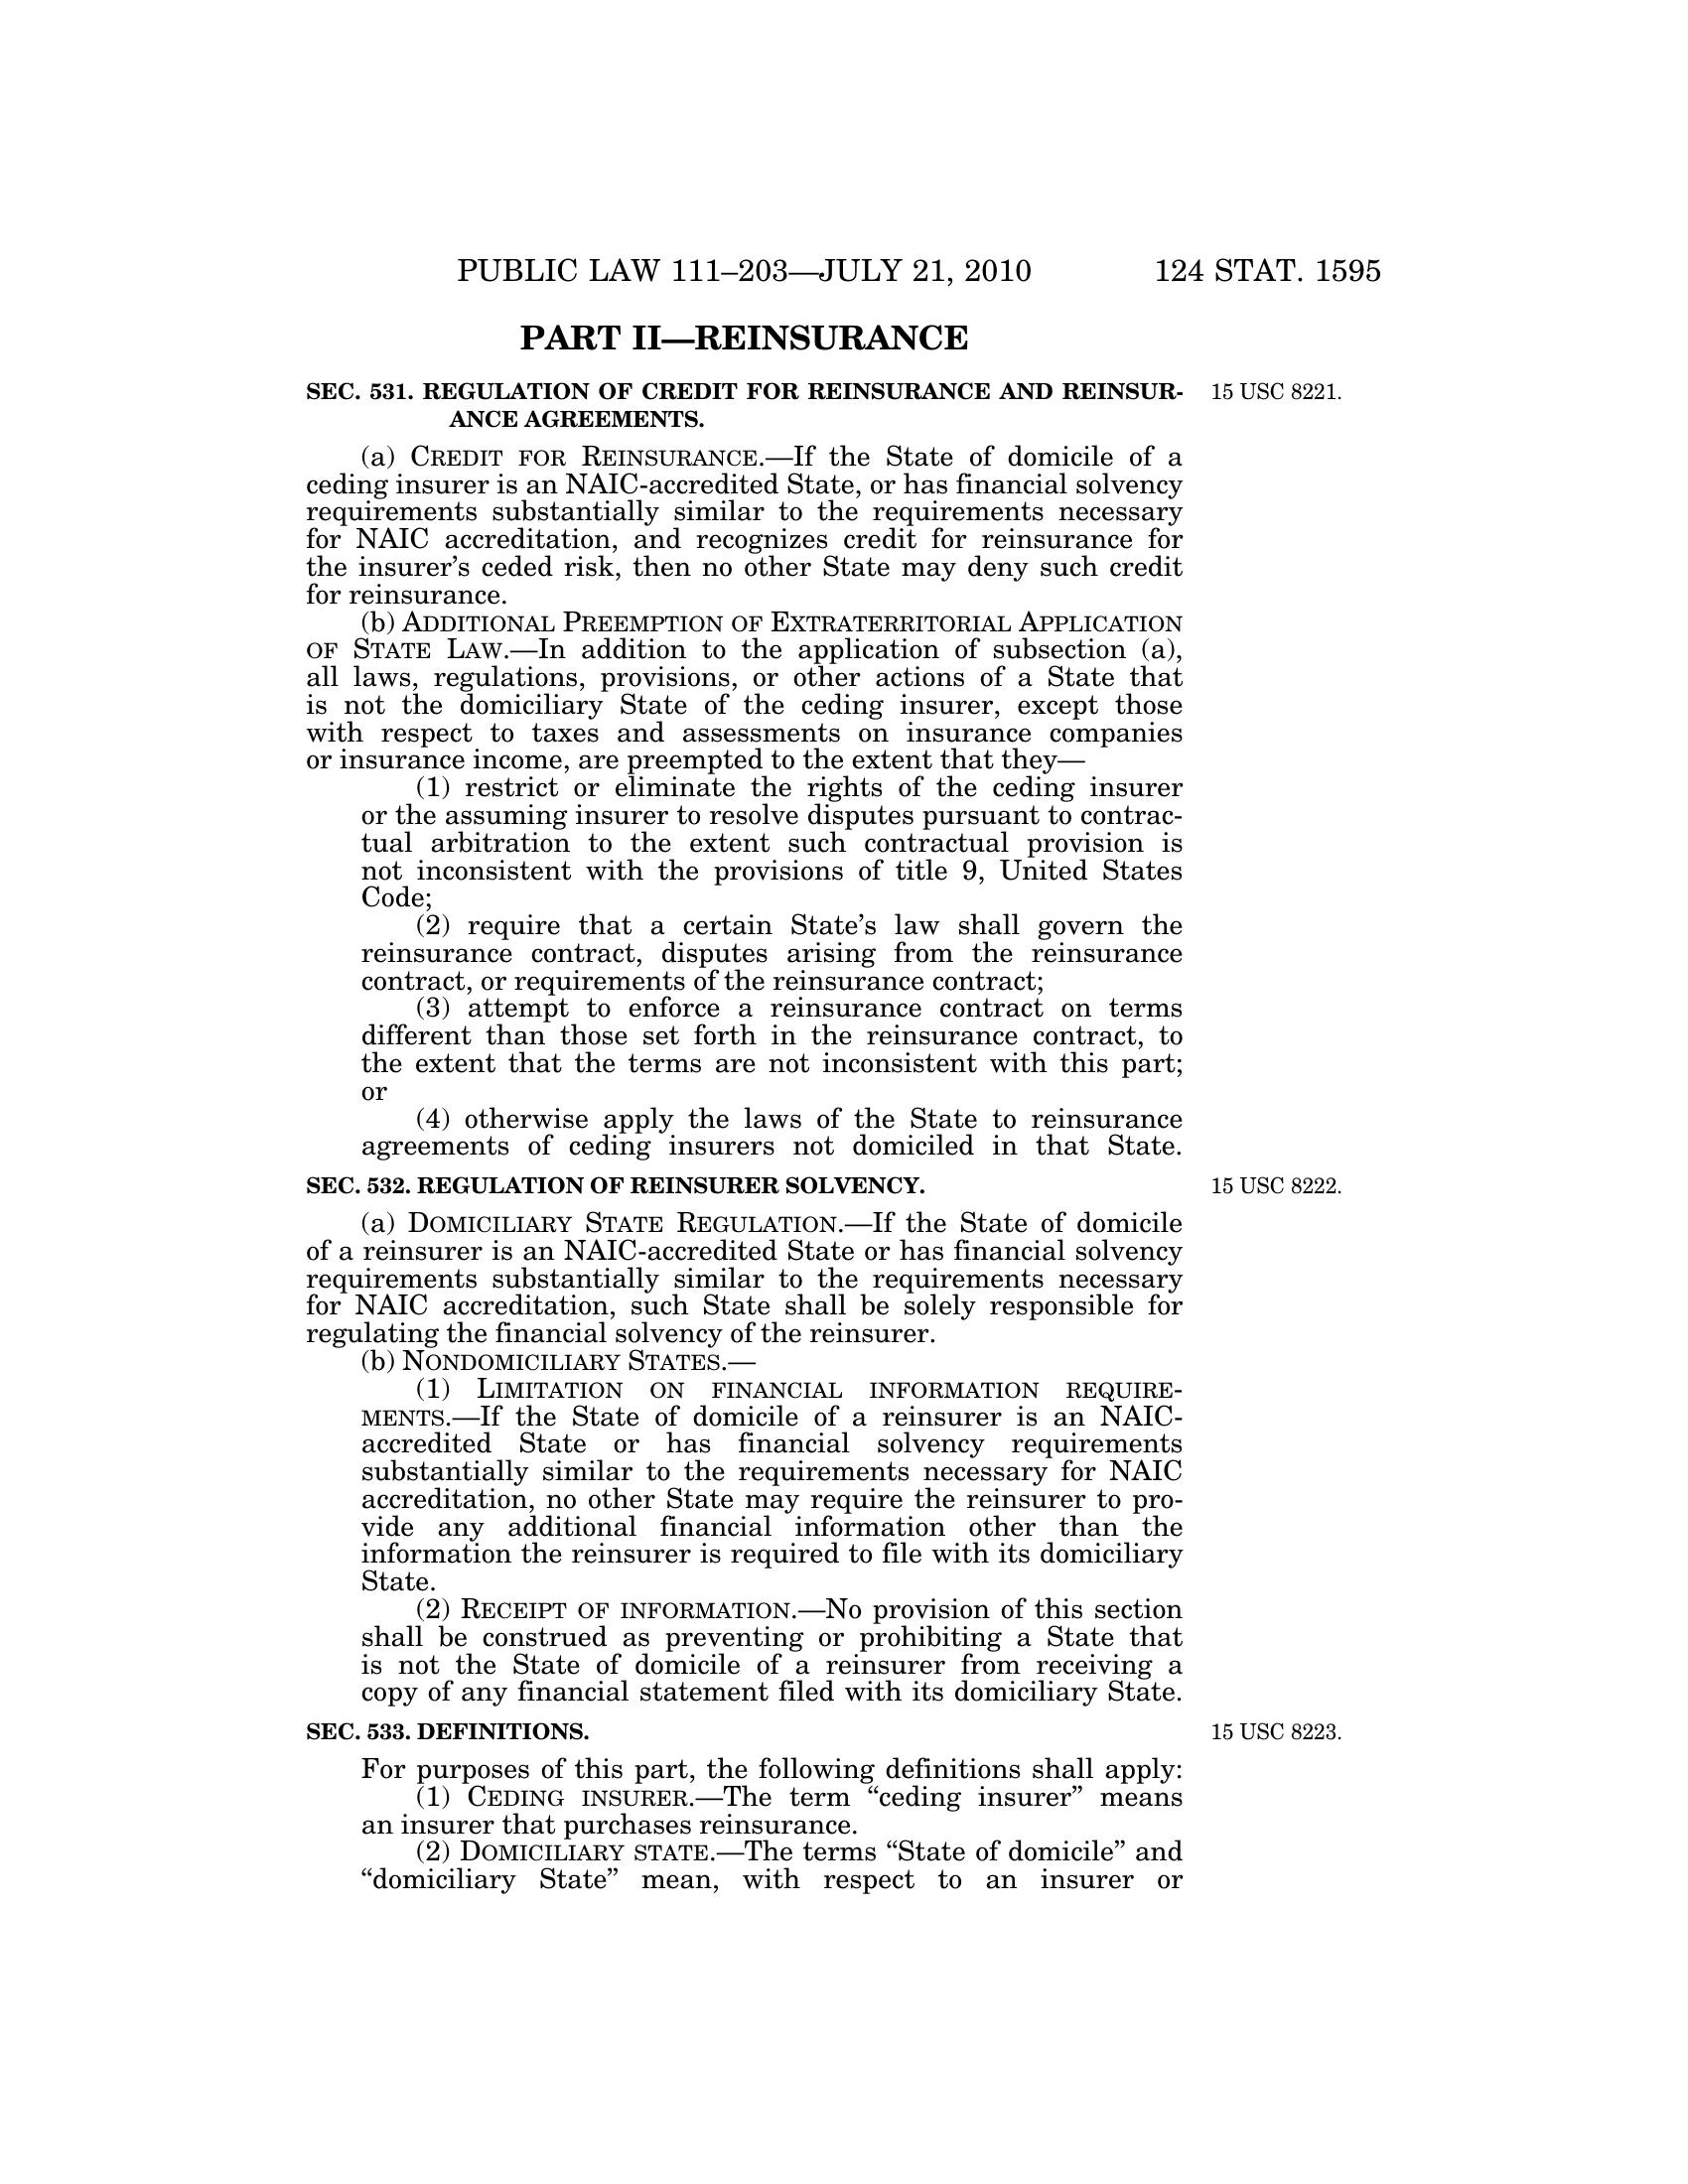 PUBLIC LAW 111–203—JULY 21, 2010 124 STAT. 1595
PART II—REINSURANCE
SEC. 531. REGULATION OF CREDIT FOR REINSURANCE AND REINSUR- 15 USC 8221.
ANCE AGREEMENTS.
(a) CREDIT FOR REINSURANCE.—If the State of domicile of a
ceding insurer is an NAIC-accredited State, or has financial solvency
requirements substantially similar to the requirements necessary
for NAIC accreditation, and recognizes credit for reinsurance for
the insurer’s ceded risk, then no other State may deny such credit
for reinsurance.
(b) ADDITIONAL PREEMPTION OF EXTRATERRITORIAL APPLICATION
OF STATE LAW.—In addition to the application of subsection (a),
all laws, regulations, provisions, or other actions of a State that
is not the domiciliary State of the ceding insurer, except those
with respect to taxes and assessments on insurance companies
or insurance income, are preempted to the extent that they—
(1) restrict or eliminate the rights of the ceding insurer
or the assuming insurer to resolve disputes pursuant to contrac-
tual arbitration to the extent such contractual provision is
not inconsistent with the provisions of title 9, United States
Code;
(2) require that a certain State’s law shall govern the
reinsurance contract, disputes arising from the reinsurance
contract, or requirements of the reinsurance contract;
(3) attempt to enforce a reinsurance contract on terms
different than those set forth in the reinsurance contract, to
the extent that the terms are not inconsistent with this part;
or
(4) otherwise apply the laws of the State to reinsurance
agreements of ceding insurers not domiciled in that State.
SEC. 532. REGULATION OF REINSURER SOLVENCY. 15 USC 8222.
(a) DOMICILIARY STATE REGULATION.—If the State of domicile
of a reinsurer is an NAIC-accredited State or has financial solvency
requirements substantially similar to the requirements necessary
for NAIC accreditation, such State shall be solely responsible for
regulating the financial solvency of the reinsurer.
(b) NONDOMICILIARY STATES.—
(1) LIMITATION ON FINANCIAL INFORMATION REQUIRE-
MENTS.—If the State of domicile of a reinsurer is an NAIC-
accredited State or has financial solvency requirements
substantially similar to the requirements necessary for NAIC
accreditation, no other State may require the reinsurer to pro-
vide any additional financial information other than the
information the reinsurer is required to file with its domiciliary
State.
(2) RECEIPT OF INFORMATION.—No provision of this section
shall be construed as preventing or prohibiting a State that
is not the State of domicile of a reinsurer from receiving a
copy of any financial statement filed with its domiciliary State.
SEC. 533. DEFINITIONS. 15 USC 8223.
For purposes of this part, the following definitions shall apply:
(1) CEDING INSURER.—The term “ceding insurer” means
an insurer that purchases reinsurance.
(2) DOMICILIARY STATE.—The terms “State of domicile” and
“domiciliary State” mean, with respect to an insurer or